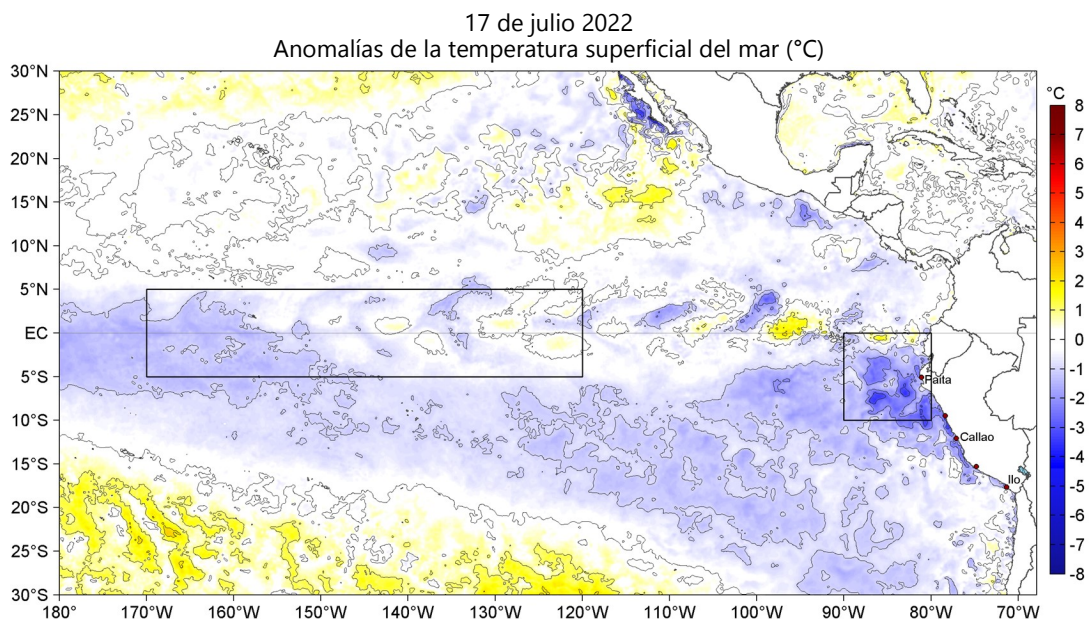 17 de julio 2022
Anomalías de la temperatura superficial del mar (°C)
30°N
25°N
20°N
15°N
10°N
5°N
EC
5°S
10°S
15°S
20°S
25°S
30°S
180
170°W
160°W
150°W
140°W
130°W
120°W
110°W
100°W
90°W
80°W
70°W
Paita
Callao
Ilo
°C
8
7
6
5
4
3
2
1
0
-1
-2
-3
-4
-5
-6
-7
-8